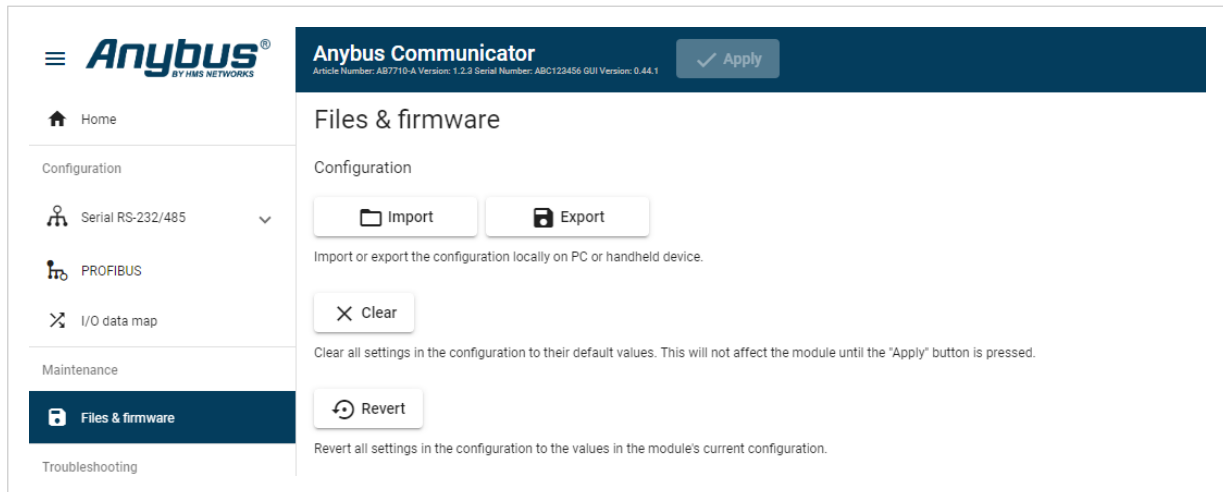 Anybus®
BY HMS NETWORKS
Anybus Communicator
Article Number: AB7710-A Version: 1.2.3 Serial Number: ABC123456 GUI Version: 0.44.1
Apply
Home
Configuration
Serial RS-232/485
PROFIBUS
I/O data map
Maintenance
Files & firmware
Troubleshooting
Files & firmware
Configuration
Import
Export
Import or export the configuration locally on PC or handheld device.
Clear
Clear all settings in the configuration to their default values. This will not affect the module until the "Apply" button is pressed.
Revert
Revert all settings in the configuration to the values in the module's current configuration.